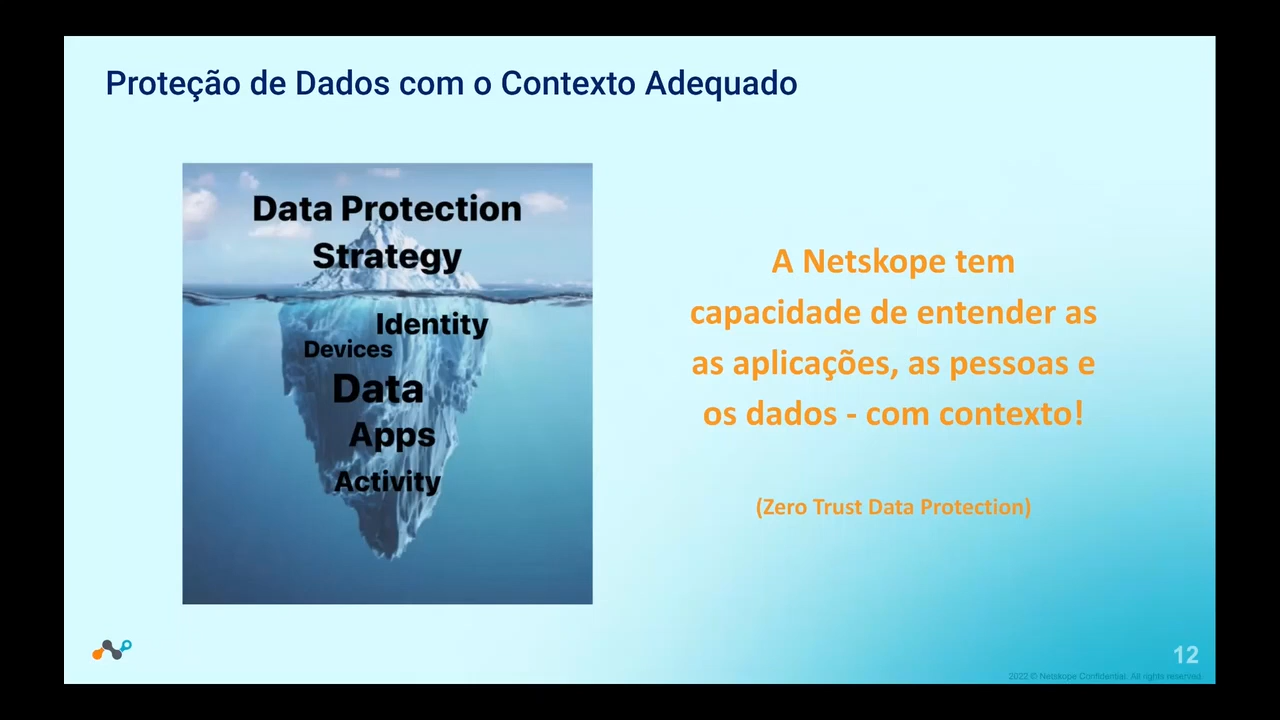 Proteção de Dados com o Contexto Adequado
Data Protection
Strategy
Identity
Devices
Data
Apps
Activity
A Netskope tem
capacidade de entender as
as aplicações, as pessoas e
os dados - com contexto!
(Zero Trust Data Protection)
12
2022 © Netskope Confidential. All rights reserved.